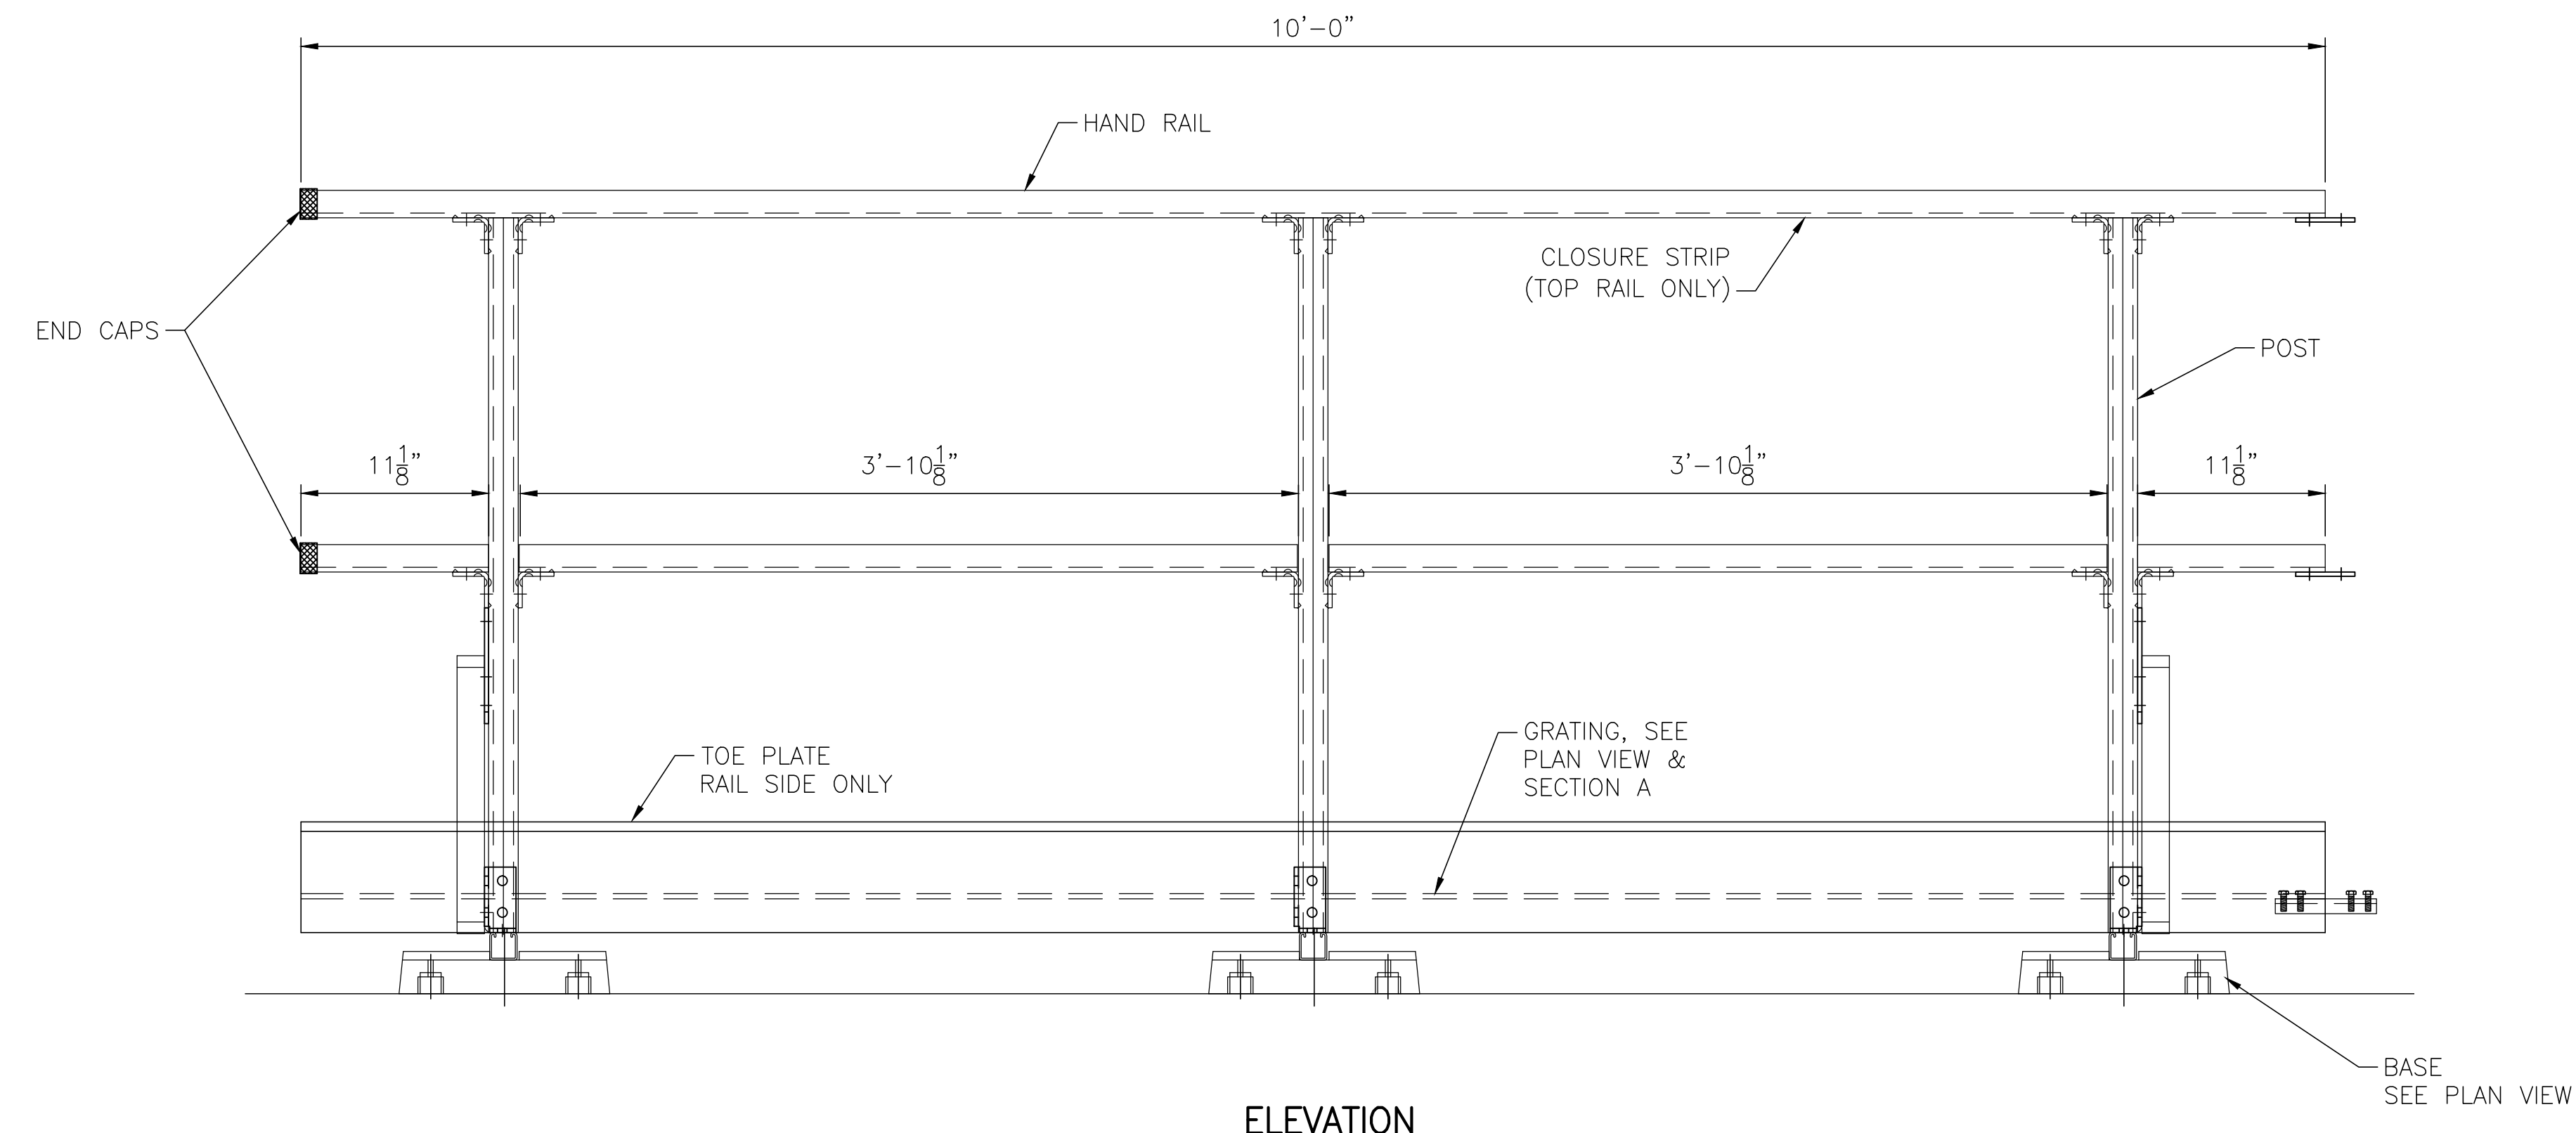 10'-0"
HAND RAIL
CLOSURE STRIP
(TOP RAIL ONLY)
END CAPS
POST
11 1/8"
3'-10 1/8"
3'-10 1/8"
11 1/8"
TOE PLATE
RAIL SIDE ONLY
GRATING, SEE
PLAN VIEW &
SECTION A
BASE
SEE PLAN VIEW
ELEVATION